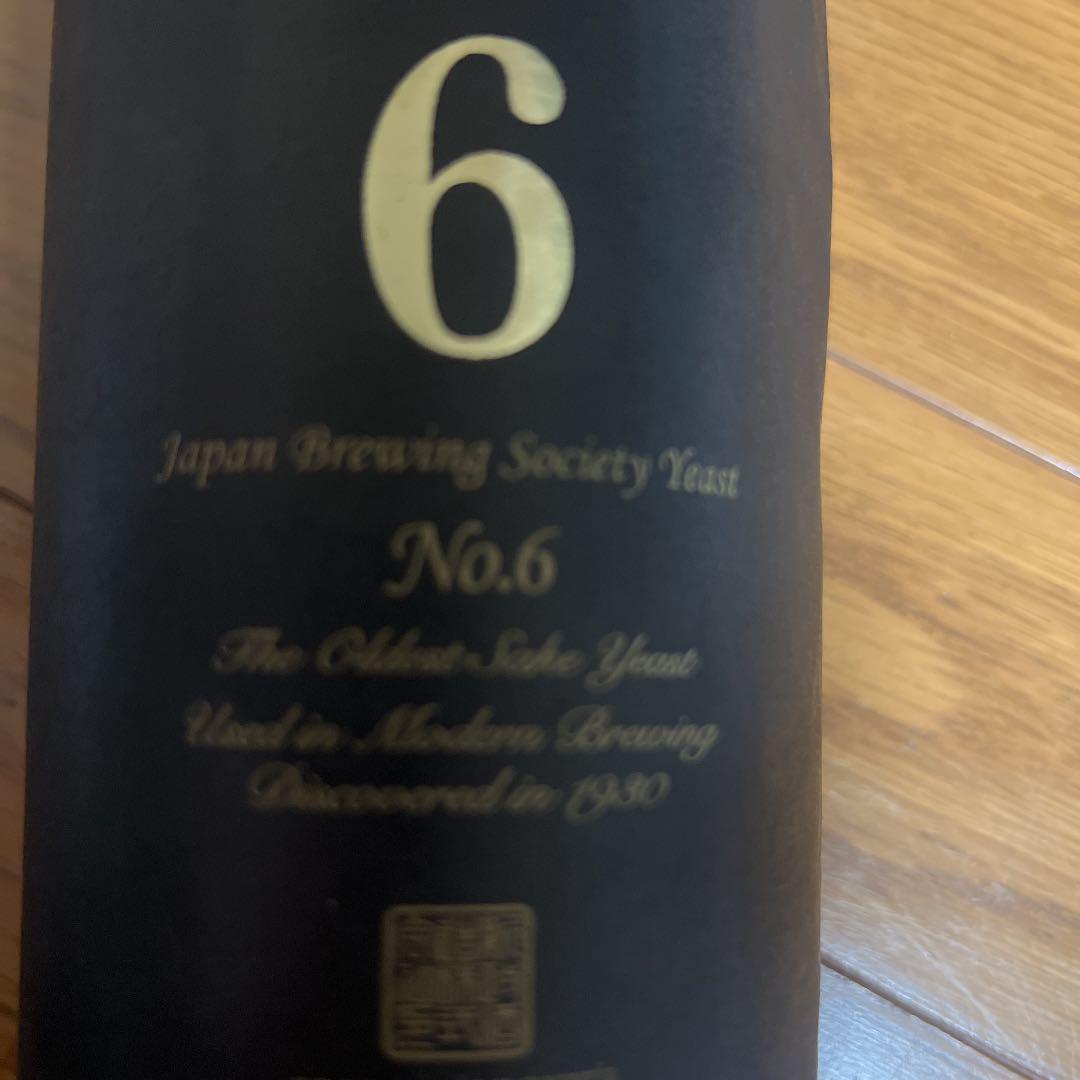 6
Japan Brewing Society Yeast
No.6
The Oldest Sake Yeast
Used in Modern Brewing
Discovered in 1930